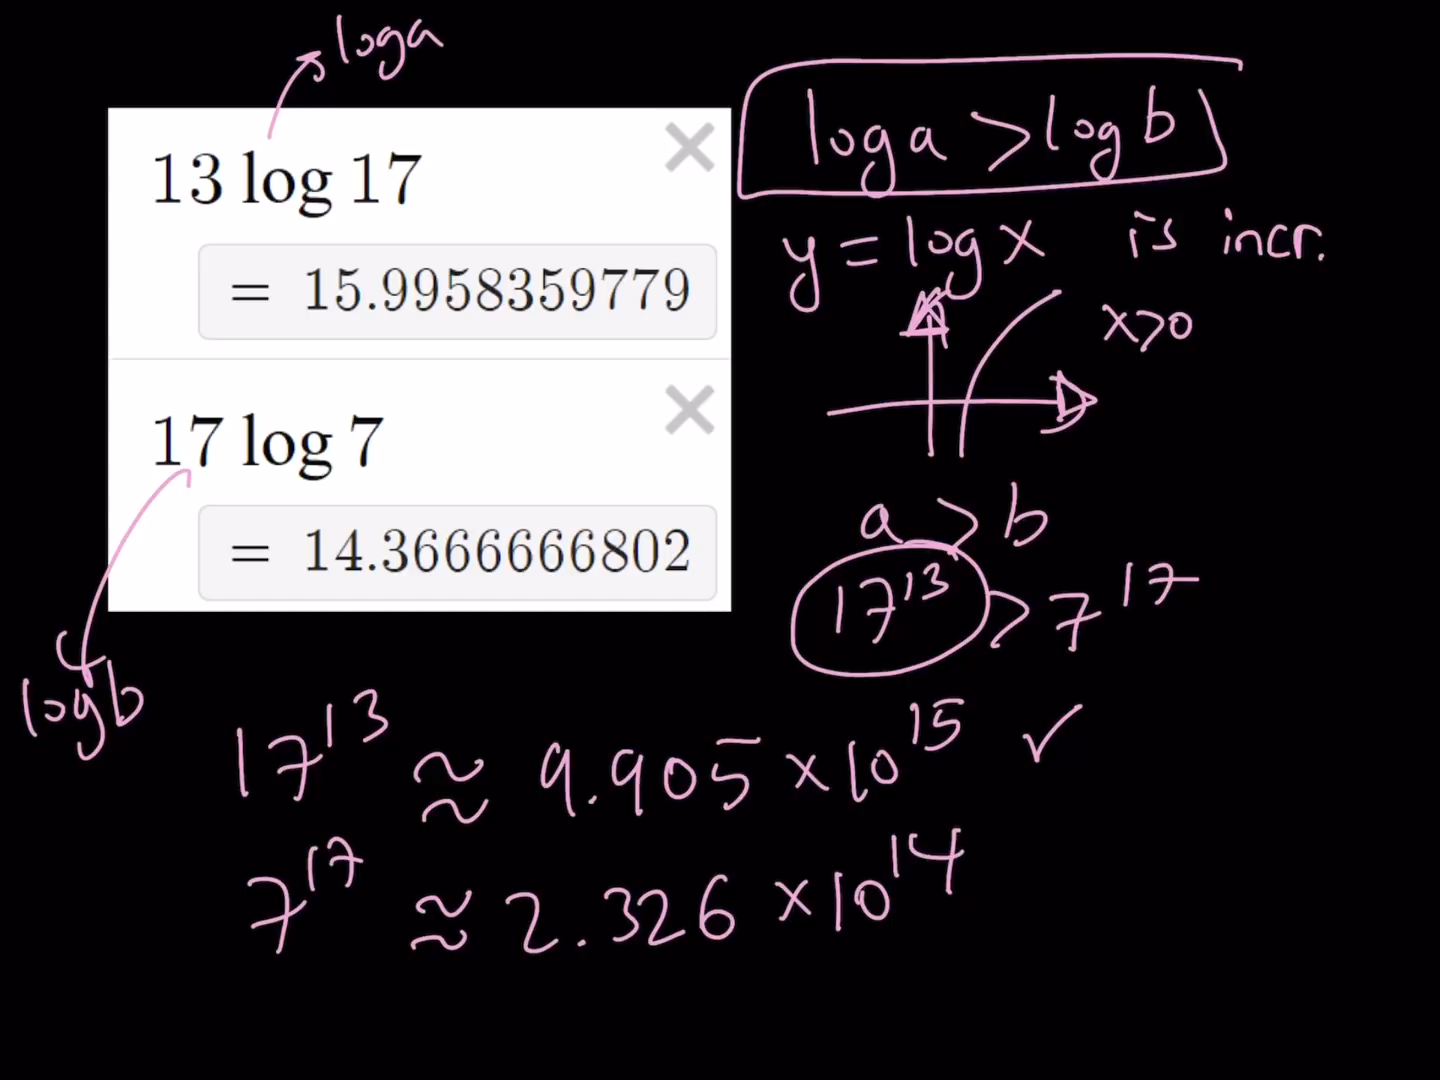 log a
13 log 17
= 15.9958359779
17 log 7
= 14.3666666802
log b
log a > log b
y = log x is incr.
x>0
a > b
17^13 > 7^17
17^13 ≈ 9.905 × 10^15 ✓
7^17 ≈ 2.326 × 10^14